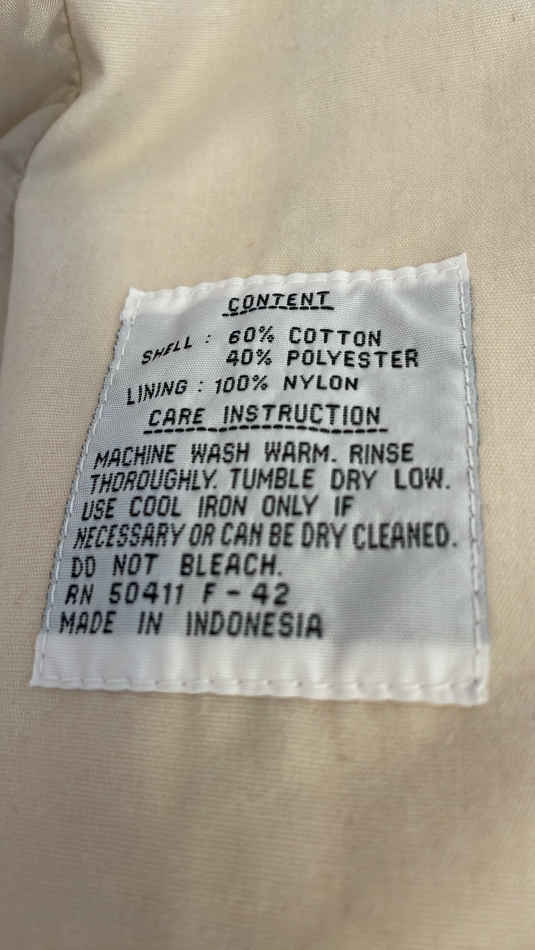 CONTENT
SHELL : 60% COTTON
40% POLYESTER
LINING : 100% NYLON
CARE INSTRUCTION
MACHINE WASH WARM. RINSE
THOROUGHLY. TUMBLE DRY LOW.
USE COOL IRON ONLY IF
NECESSARY OR CAN BE DRY CLEANED.
DO NOT BLEACH.
RN 50411 F - 42
MADE IN INDONESIA